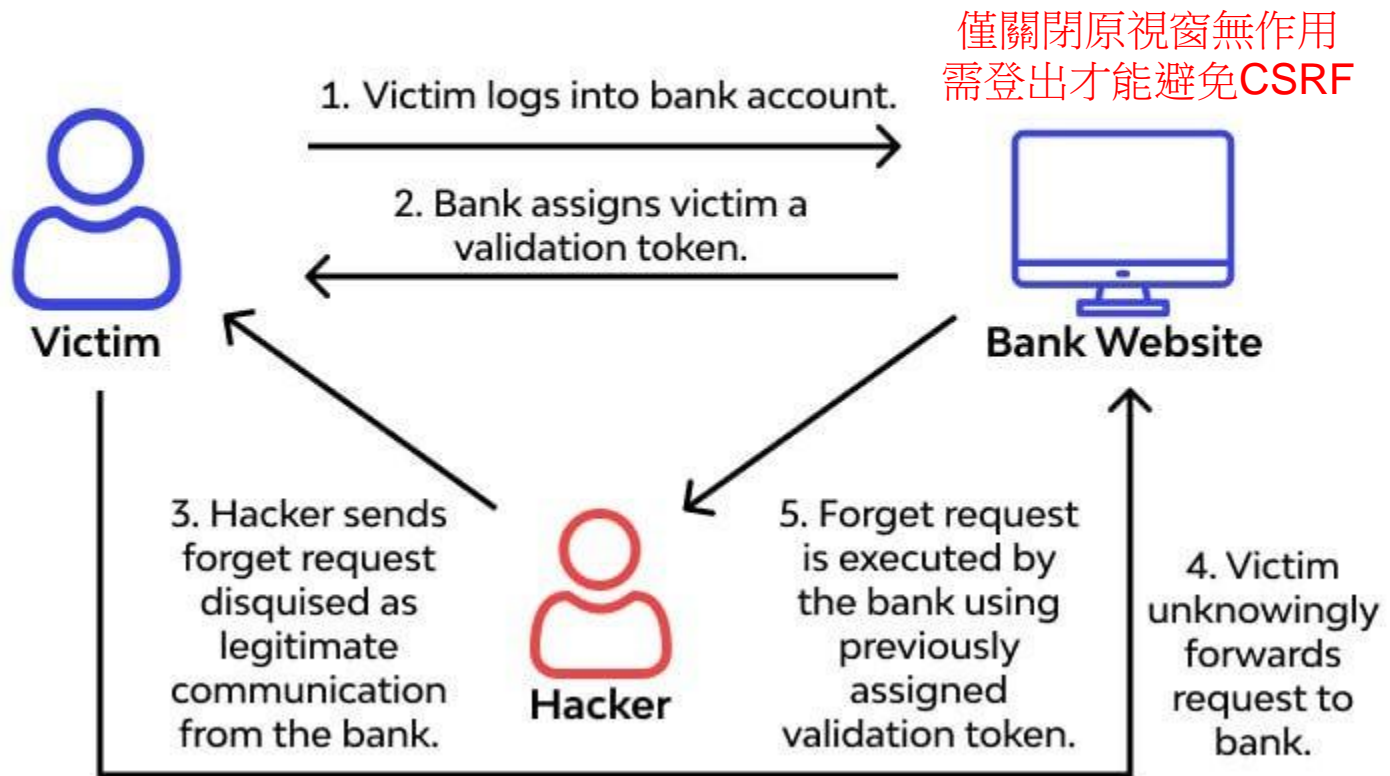 僅關閉原視窗無作用
需登出才能避免CSRF
1. Victim logs into bank account.
2. Bank assigns victim a
validation token.
Victim
Bank Website
3. Hacker sends
forget request
disquised as
legitimate
communication
from the bank.
Hacker
5. Forget request
is executed by
the bank using
previously
assigned
validation token.
4. Victim
unknowingly
forwards
request to
bank.